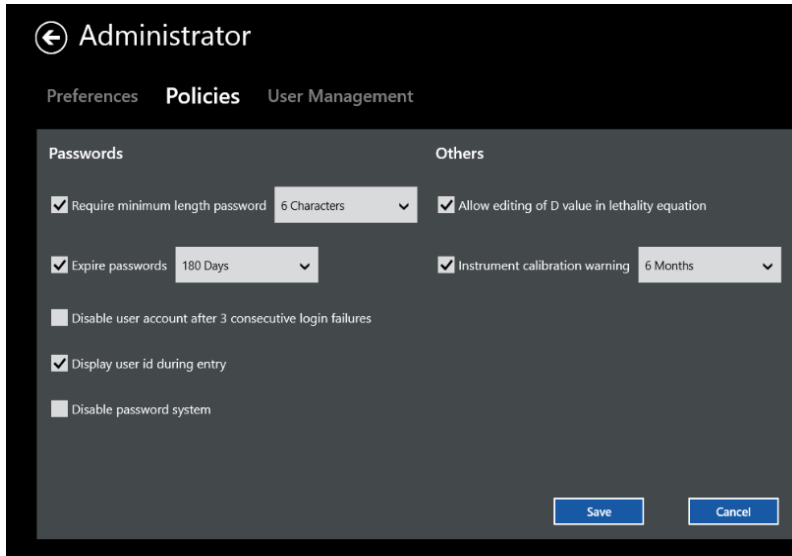 Administrator
Preferences Policies User Management
Passwords
Require minimum length password 6 Characters
Expire passwords 180 Days
Disable user account after 3 consecutive login failures
Display user id during entry
Disable password system
Others
Allow editing of D value in lethality equation
Instrument calibration warning 6 Months
Save Cancel